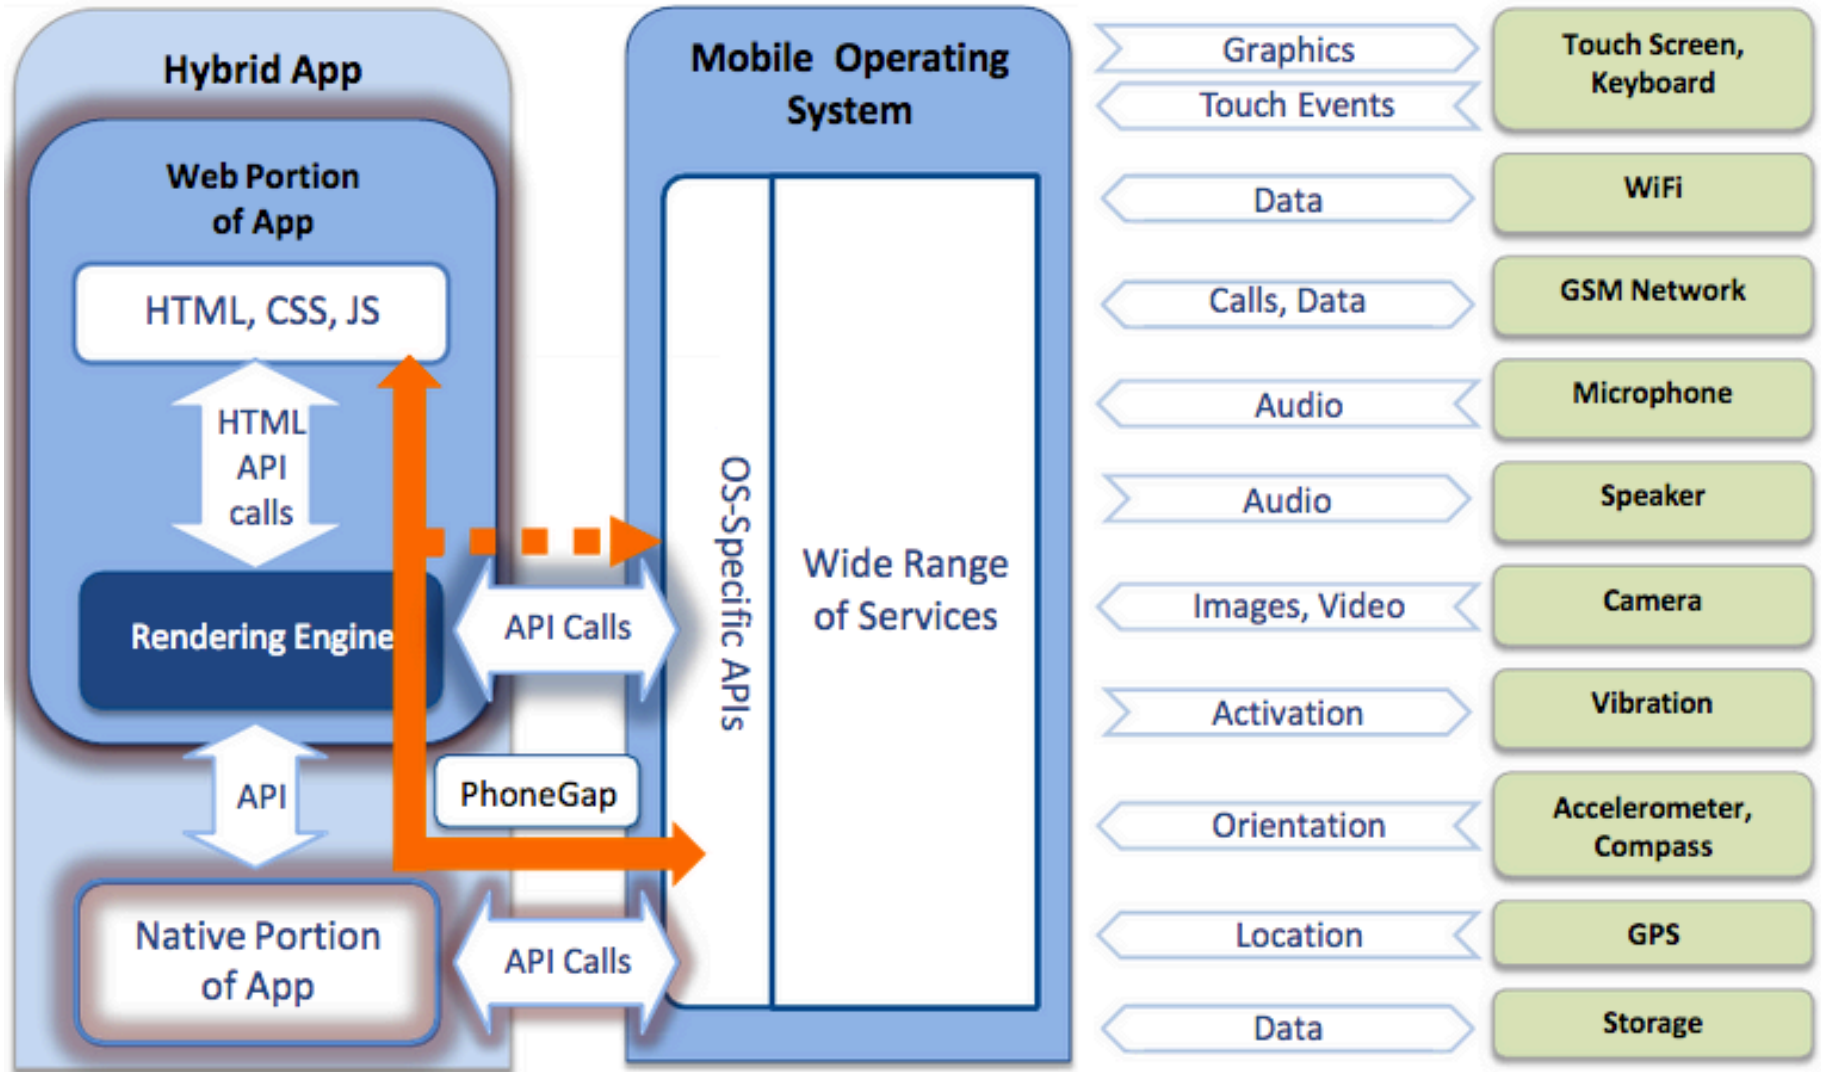 Hybrid App
Web Portion
of App
HTML, CSS, JS
HTML
API
calls
Rendering Engine
API
Native Portion
of App
PhoneGap
API Calls
API Calls
Mobile Operating
System
OS-Specific APIs
Wide Range
of Services
Graphics
Touch Events
Touch Screen,
Keyboard
Data
WiFi
Calls, Data
GSM Network
Audio
Microphone
Audio
Speaker
Images, Video
Camera
Activation
Vibration
Orientation
Accelerometer,
Compass
Location
GPS
Data
Storage